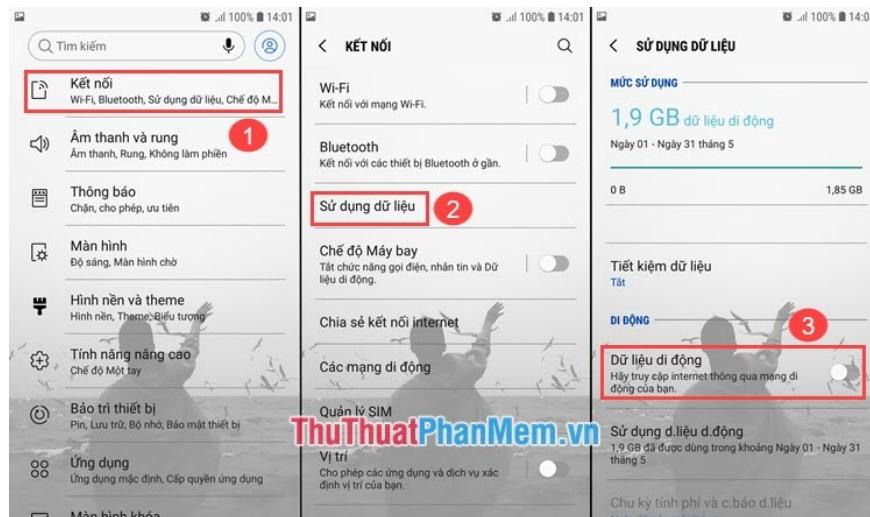 100% 14:01
Tìm kiếm
Kết nối
Wi-Fi, Bluetooth, Sử dụng dữ liệu, Chế độ M...
1
Âm thanh và rung
Âm thanh, Rung, Không làm phiền
Thông báo
Chặn, cho phép, ưu tiên
Màn hình
Độ sáng, Màn hình chờ
Hình nền và theme
Hình nền, Theme, Biểu tượng
Tính năng nâng cao
Chế độ Một tay
Bảo trì thiết bị
Pin, Lưu trữ, Bộ nhớ, Bảo mật thiết bị
Ứng dụng
Ứng dụng mặc định, Cấp quyền ứng dụng
Màn hình khóa
100% 14:01
KẾT NỐI
Wi-Fi
Kết nối với mạng Wi-Fi.
Bluetooth
Kết nối với các thiết bị Bluetooth ở gần.
Sử dụng dữ liệu
2
Chế độ Máy bay
Tắt chức năng gọi điện, nhắn tin và Dữ
liệu di động.
Chia sẻ kết nối internet
Các mạng di động
Quản lý SIM
ThuThuatPhanMem.vn
Vị trí
Cho phép các ứng dụng và dịch vụ xác
định vị trí của bạn.
100% 14:0
SỬ DỤNG DỮ LIỆU
MỨC SỬ DỤNG
1,9 GB dữ liệu di động
Ngày 01 - Ngày 31 tháng 5
0 B 1,85 GB
Tiết kiệm dữ liệu
Tắt
DI ĐỘNG
3
Dữ liệu di động
Hãy truy cập internet thông qua mạng di
động của bạn.
Sử dụng d.liệu d.động
1,9 GB đã được dùng trong khoảng Ngày 01 - Ngày 31
tháng 5
Chu kỳ tính phí và c.báo d.liệu